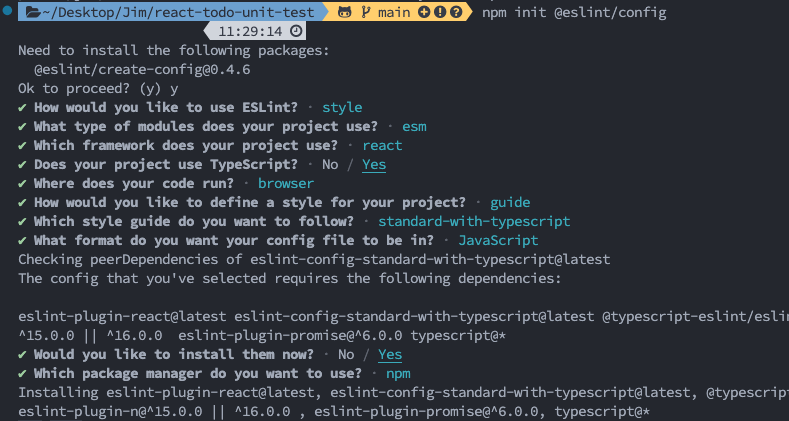 ~/Desktop/Jim/react-todo-unit-test main npm init @eslint/config
11:29:14
Need to install the following packages:
@eslint/create-config@0.4.6
Ok to proceed? (y) y
✔ How would you like to use ESLint? · style
✔ What type of modules does your project use? · esm
✔ Which framework does your project use? · react
✔ Does your project use TypeScript? · No / Yes
✔ Where does your code run? · browser
✔ How would you like to define a style for your project? · guide
✔ Which style guide do you want to follow? · standard-with-typescript
✔ What format do you want your config file to be in? · JavaScript
Checking peerDependencies of eslint-config-standard-with-typescript@latest
The config that you've selected requires the following dependencies:
eslint-plugin-react@latest eslint-config-standard-with-typescript@latest @typescript-eslint/eslin
^15.0.0 || ^16.0.0 eslint-plugin-promise@^6.0.0 typescript@*
✔ Would you like to install them now? · No / Yes
✔ Which package manager do you want to use? · npm
Installing eslint-plugin-react@latest, eslint-config-standard-with-typescript@latest, @typescript
eslint-plugin-n@^15.0.0 || ^16.0.0 , eslint-plugin-promise@^6.0.0, typescript@*